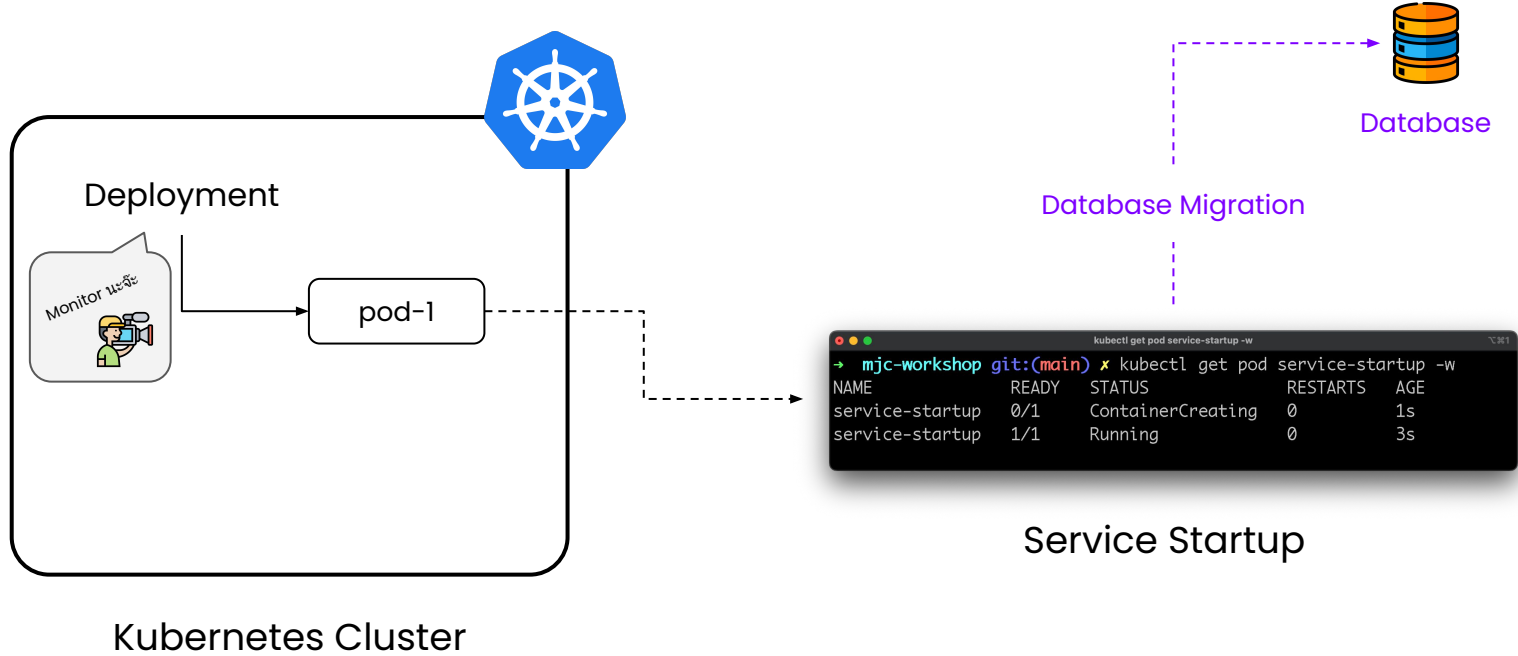 Database
Database Migration
Deployment
Monitor นะจ๊ะ
pod-1
kubectl get pod service-startup -w
⌥⌘1
➜ mjc-workshop git:(main) ✗ kubectl get pod service-startup -w
NAME READY STATUS RESTARTS AGE
service-startup 0/1 ContainerCreating 0 1s
service-startup 1/1 Running 0 3s
Service Startup
Kubernetes Cluster